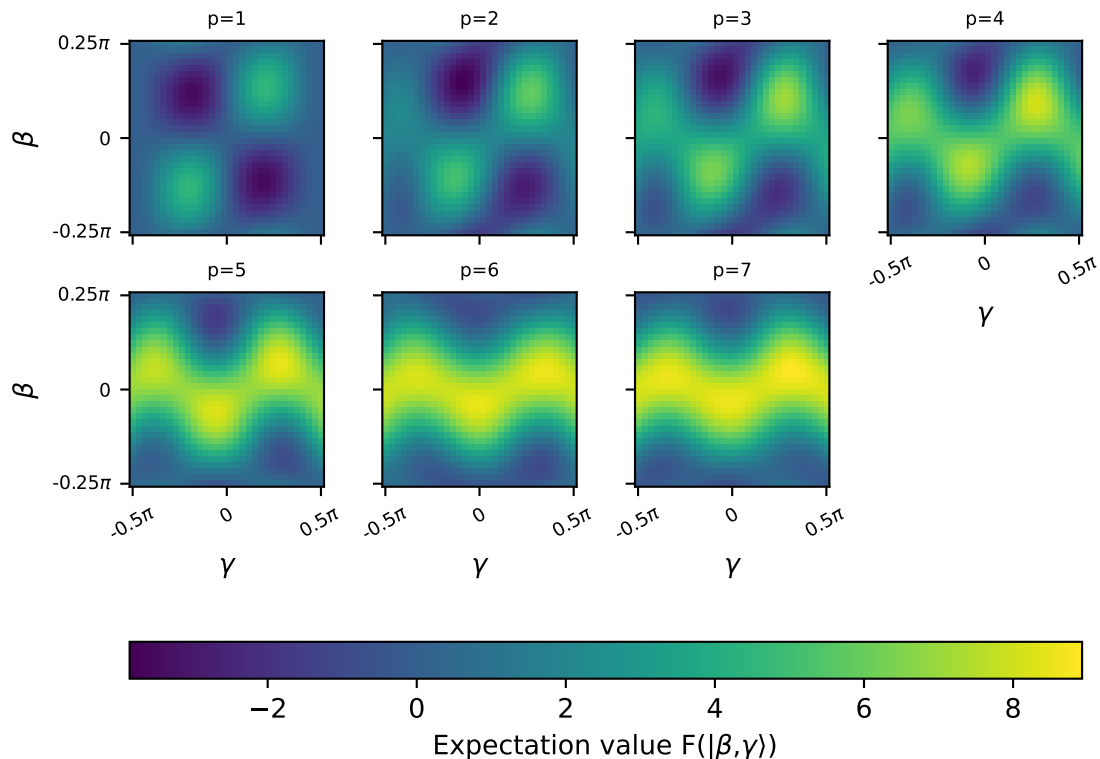 p=1 p=2 p=3 p=4
0.25π
β 0
-0.25π
-0.5π 0 0.5π
γ
p=5 p=6 p=7
0.25π
β 0
-0.25π
-0.5π 0 0.5π -0.5π 0 0.5π -0.5π 0 0.5π
γ γ γ
−2 0 2 4 6 8
Expectation value F(|β,γ⟩)